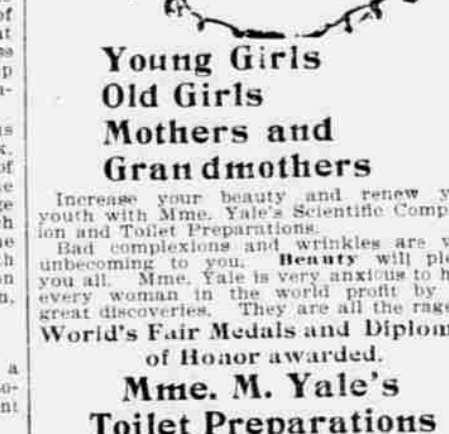 Young Girls
Old Girls
Mothers and
Grandmothers
Increase your beauty and renew y
youth with Mme. Yale's Scientific Comp
ion and Toilet Preparations.
Bad complexions and wrinkles are v
unbecoming to you. Beauty will ple
you all. Mme. Yale is very anxious to h
every woman in the world profit by
great discoveries. They are all the rage
World's Fair Medals and Diplom
of Honor awarded.
Mme. M. Yale's
Toilet Preparations